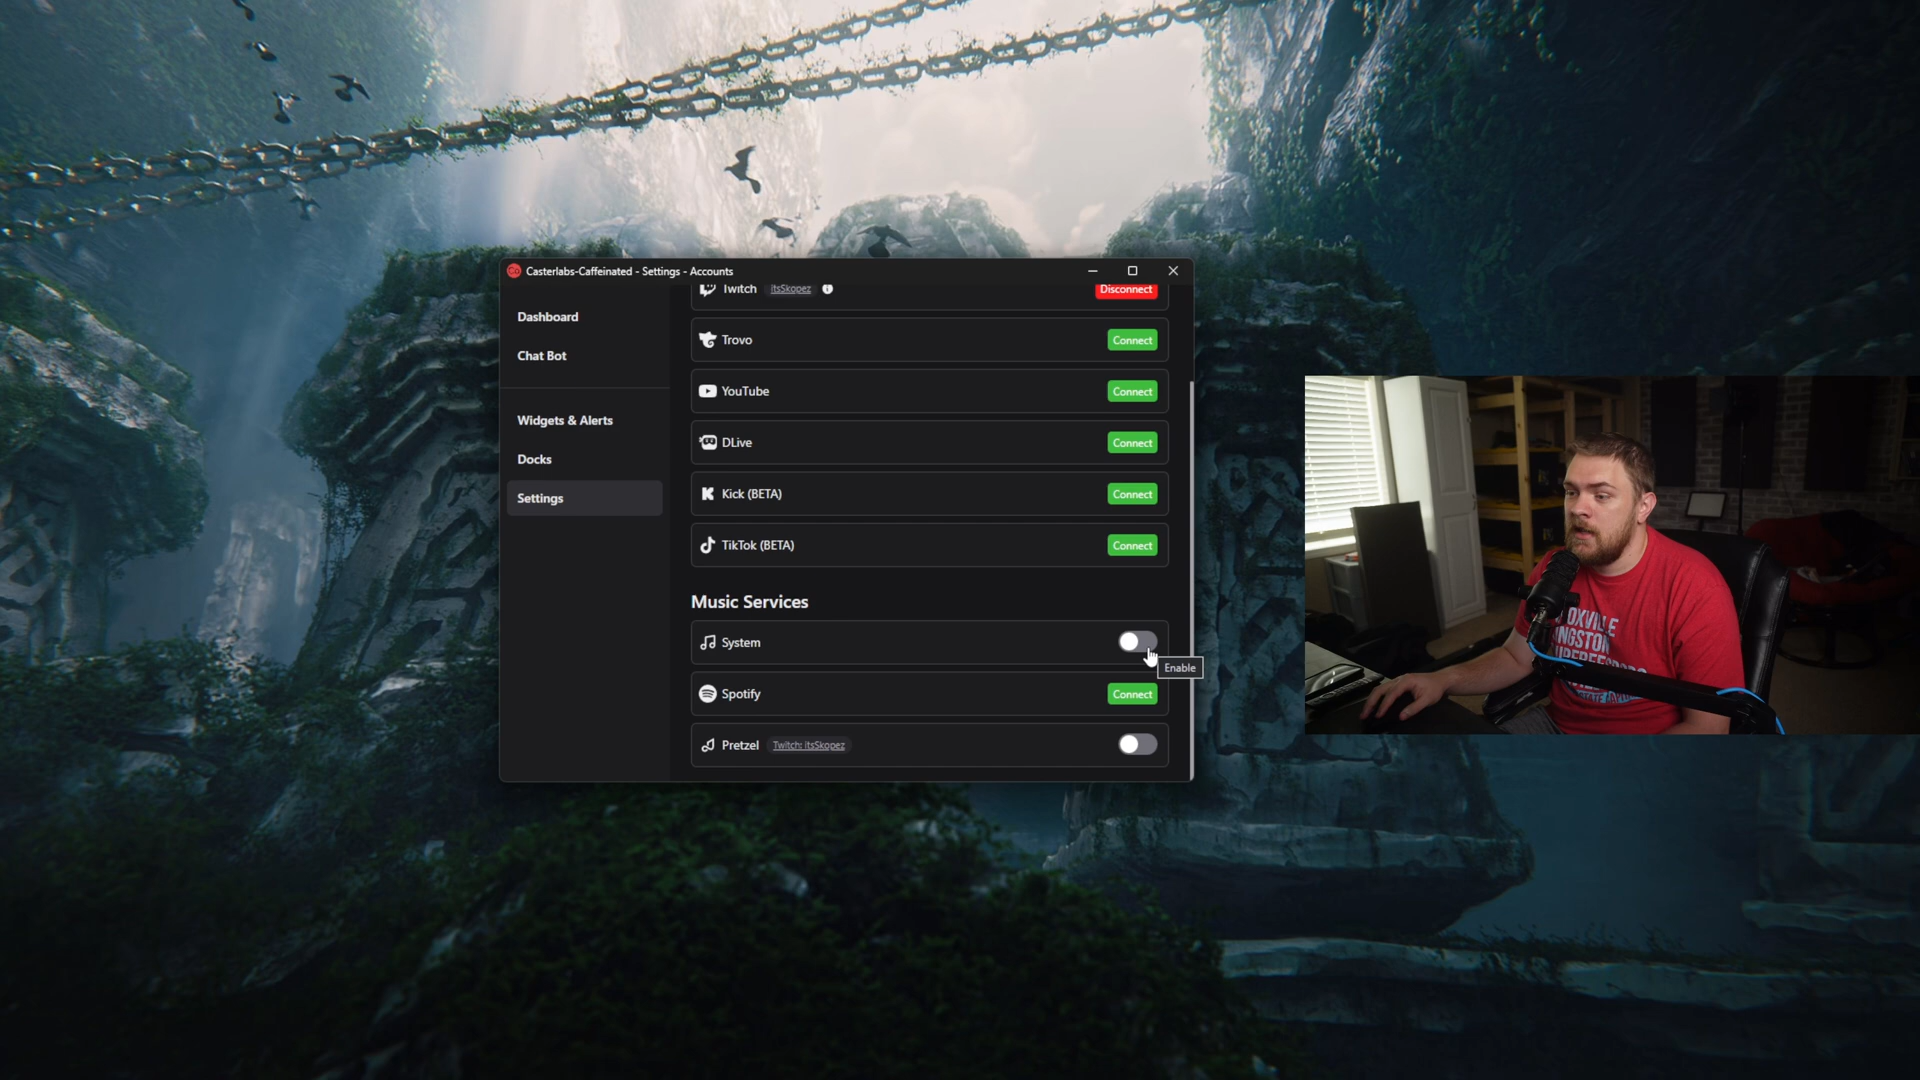 Casterlabs-Caffeinated - Settings - Accounts
Dashboard
Chat Bot
Widgets & Alerts
Docks
Settings
Twitch itsSkopez Disconnect
Trovo Connect
YouTube Connect
DLive Connect
Kick (BETA) Connect
TikTok (BETA) Connect
Music Services
System
Enable
Spotify Connect
Pretzel Twitch: itsSkopez